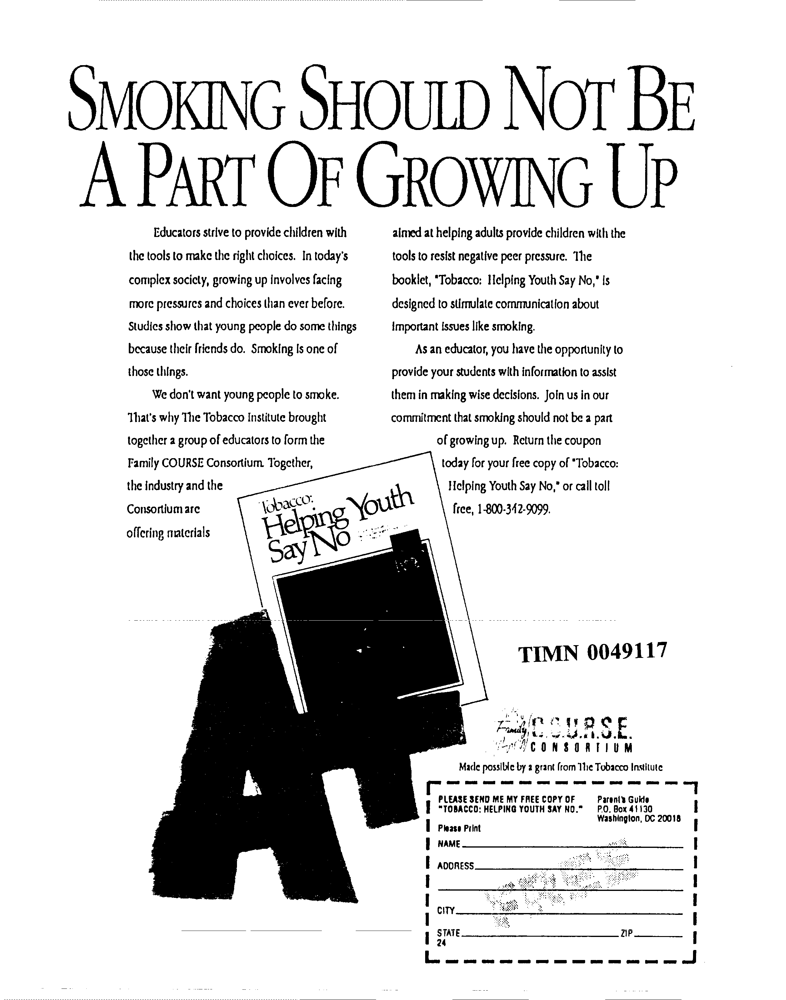 SMOKING SHOULD NOT BE
A PART OF GROWING UP
Educators strive to provide children with
the tools to make the right choices. In today's
complex society, growing up involves facing
more pressures and choices than ever before.
Studies show that young people do some things
because their friends do. Smoking is one of
those things.
We don't want young people to smoke.
That's why The Tobacco Institute brought
together a group of educators to form the
Family COURSE Consortium. Together,
the industry and the
Consortium are
offering materials
aimed at helping adults provide children with the
tools to resist negative peer pressure. The
booklet, "Tobacco: Helping Youth Say No," is
designed to stimulate communication about
important issues like smoking.
As an educator, you have the opportunity to
provide your students with information to assist
them in making wise decisions. Join us in our
commitment that smoking should not be a part
of growing up. Return the coupon
today for your free copy of "Tobacco:
Helping Youth Say No," or call toll
free, 1-800-342-9099.
Tobacco:
Helping Youth
Say No
A+
TIMN 0049117
Family C.O.U.R.S.E.
CONSORTIUM
Made possible by a grant from The Tobacco Institute
PLEASE SEND ME MY FREE COPY OF
"TOBACCO: HELPING YOUTH SAY NO."
Parent's Guide
P.O. Box 41130
Washington, DC 20018
Please Print
NAME
ADDRESS
CITY
STATE ZIP
24